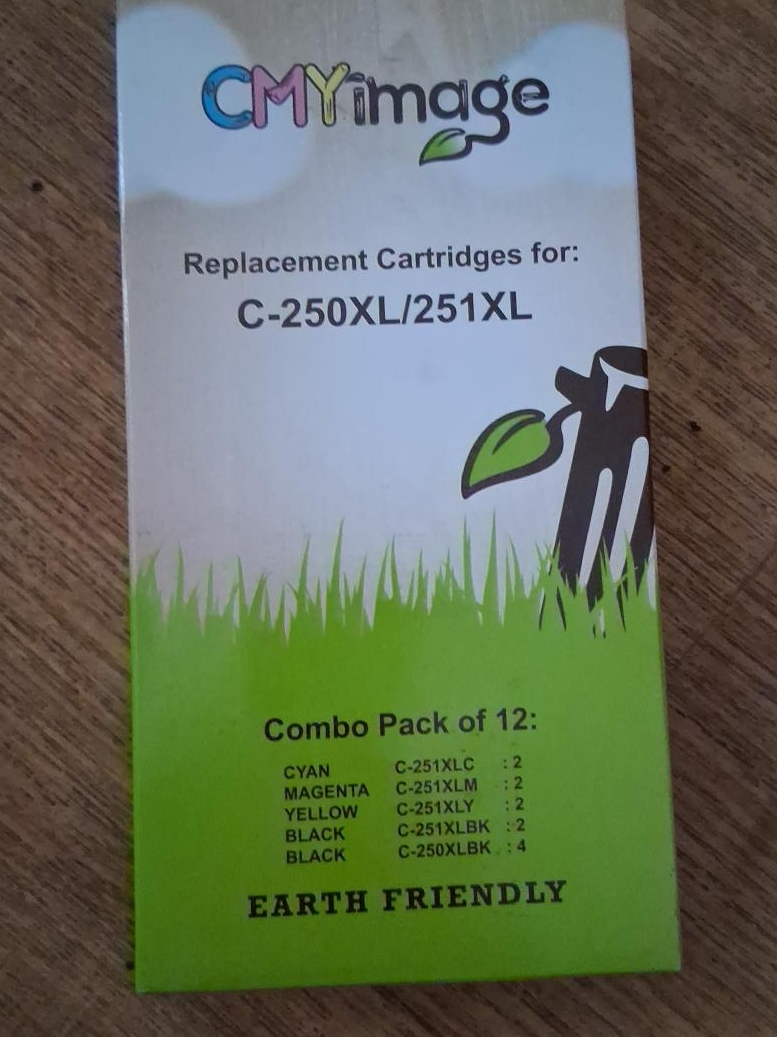 CMYimage
Replacement Cartridges for:
C-250XL/251XL
Combo Pack of 12:
CYAN C-251XLC : 2
MAGENTA C-251XLM : 2
YELLOW C-251XLY : 2
BLACK C-251XLBK : 2
BLACK C-250XLBK : 4
EARTH FRIENDLY